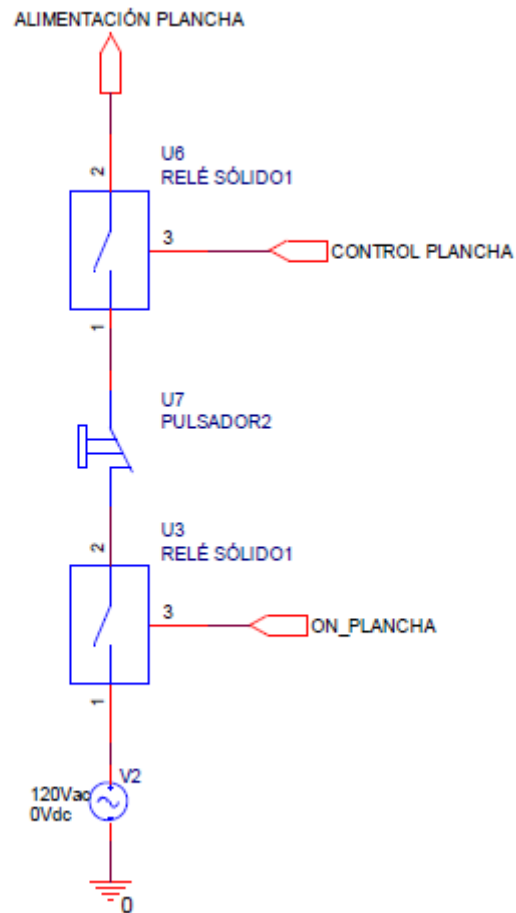 ALIMENTACIÓN PLANCHA
2
U6
RELÉ SÓLIDO1
3
CONTROL PLANCHA
1
U7
PULSADOR2
2
U3
RELÉ SÓLIDO1
3
ON_PLANCHA
1
V2
120Vac
0Vdc
0